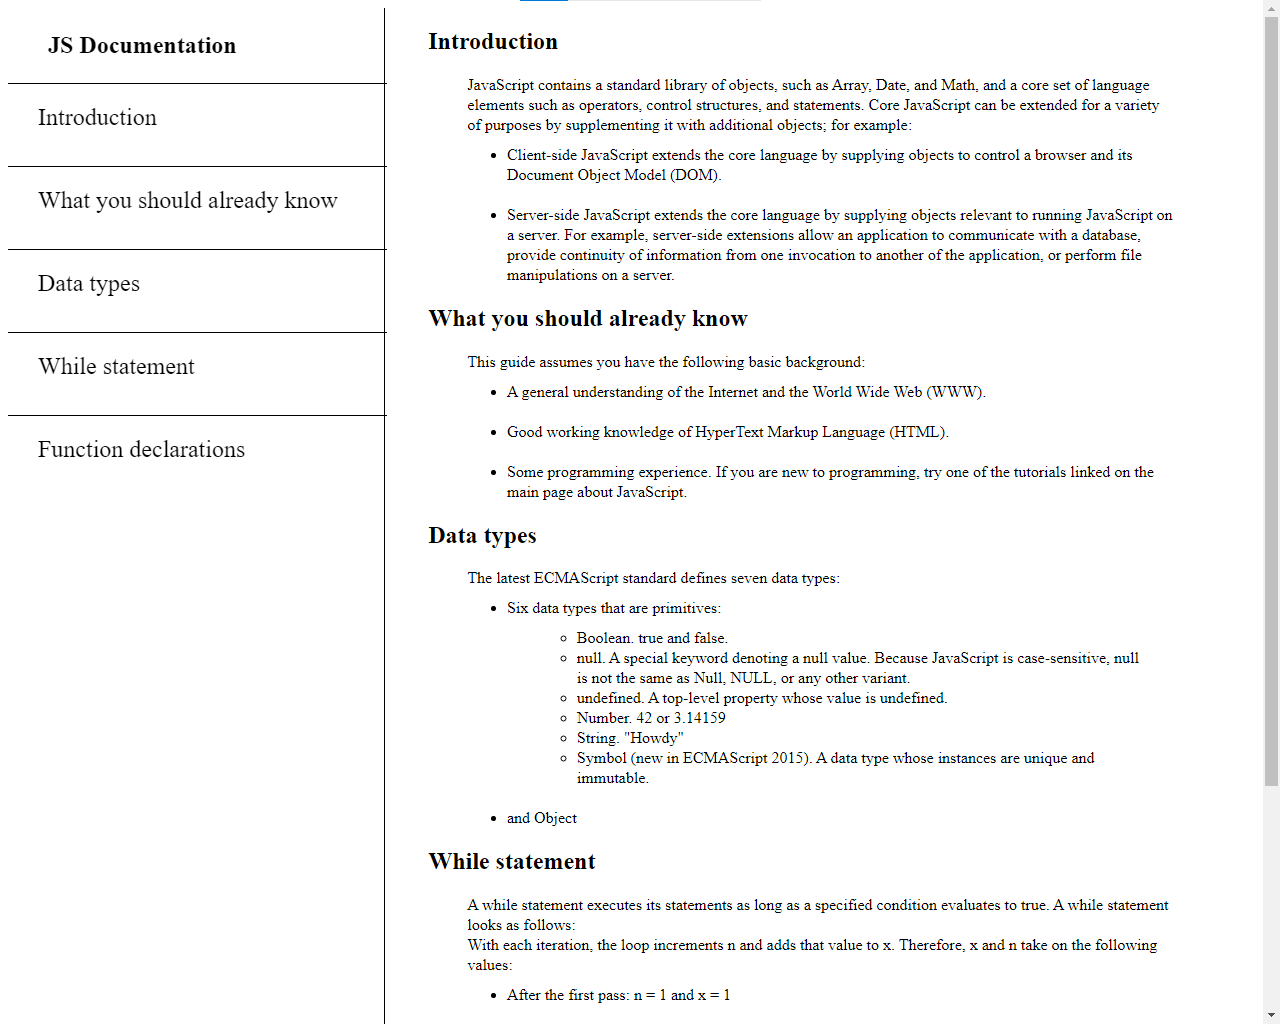 JS Documentation
Introduction
What you should already know
Data types
While statement
Function declarations
Introduction
JavaScript contains a standard library of objects, such as Array, Date, and Math, and a core set of language
elements such as operators, control structures, and statements. Core JavaScript can be extended for a variety
of purposes by supplementing it with additional objects; for example:
• Client-side JavaScript extends the core language by supplying objects to control a browser and its
Document Object Model (DOM).
• Server-side JavaScript extends the core language by supplying objects relevant to running JavaScript on
a server. For example, server-side extensions allow an application to communicate with a database,
provide continuity of information from one invocation to another of the application, or perform file
manipulations on a server.
What you should already know
This guide assumes you have the following basic background:
• A general understanding of the Internet and the World Wide Web (WWW).
• Good working knowledge of HyperText Markup Language (HTML).
• Some programming experience. If you are new to programming, try one of the tutorials linked on the
main page about JavaScript.
Data types
The latest ECMAScript standard defines seven data types:
• Six data types that are primitives:
◦ Boolean. true and false.
◦ null. A special keyword denoting a null value. Because JavaScript is case-sensitive, null
is not the same as Null, NULL, or any other variant.
◦ undefined. A top-level property whose value is undefined.
◦ Number. 42 or 3.14159
◦ String. "Howdy"
◦ Symbol (new in ECMAScript 2015). A data type whose instances are unique and
immutable.
• and Object
While statement
A while statement executes its statements as long as a specified condition evaluates to true. A while statement
looks as follows:
With each iteration, the loop increments n and adds that value to x. Therefore, x and n take on the following
values:
• After the first pass: n = 1 and x = 1